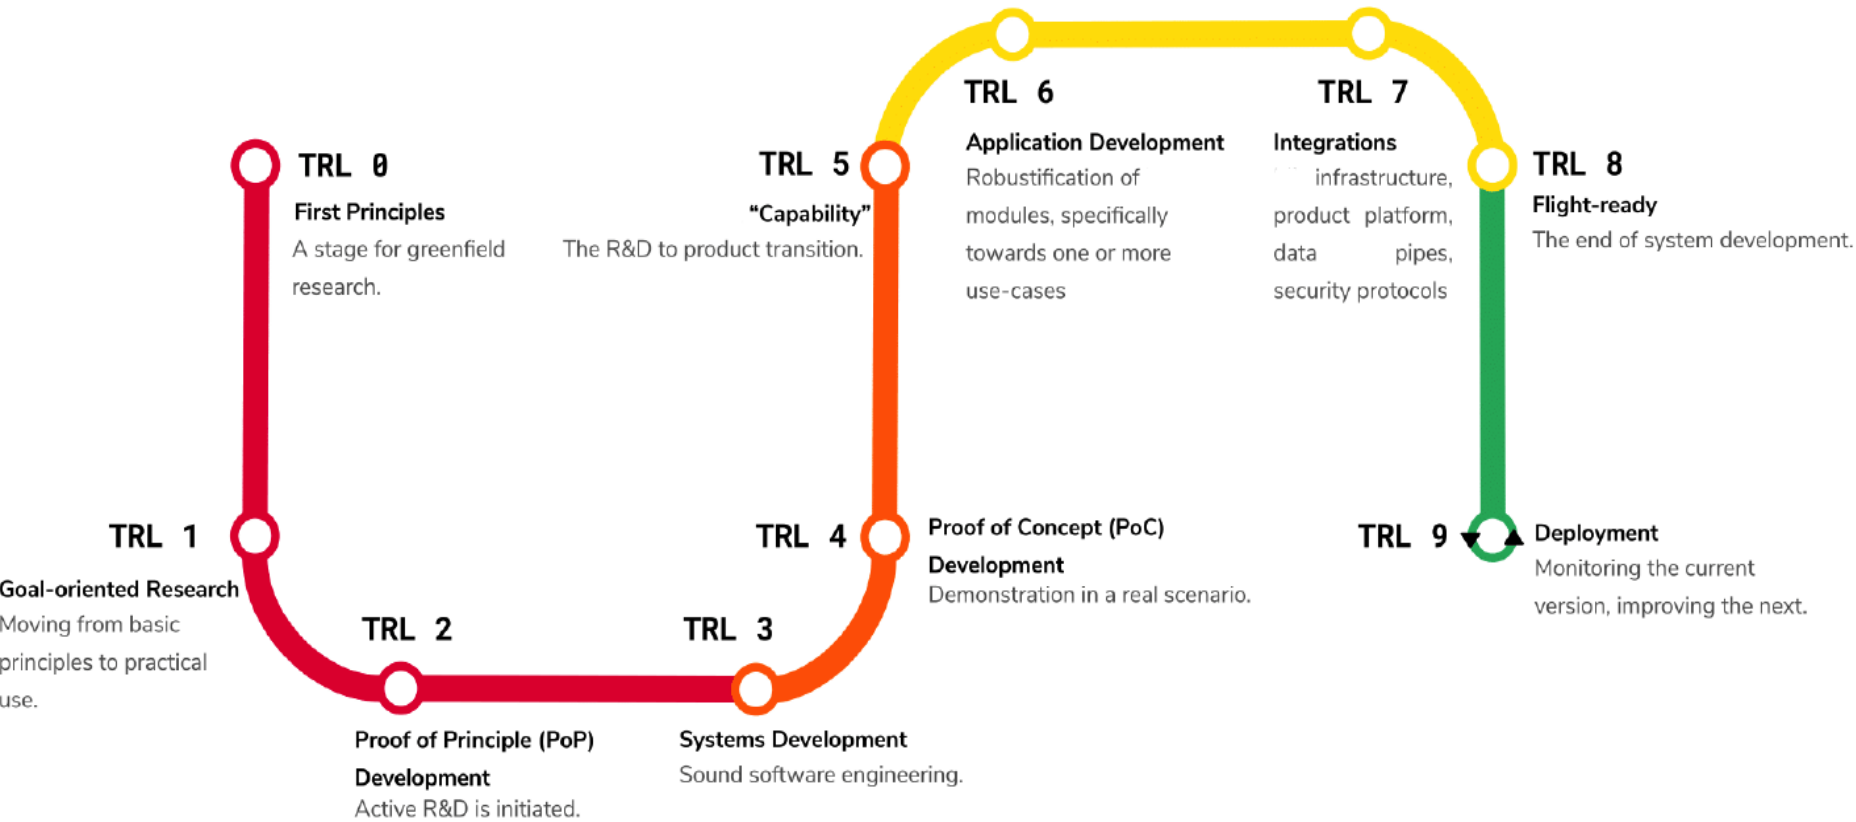 TRL 0
First Principles
A stage for greenfield
research.
TRL 1
Goal-oriented Research
Moving from basic
principles to practical
use.
TRL 2
Proof of Principle (PoP)
Development
Active R&D is initiated.
TRL 3
Systems Development
Sound software engineering.
TRL 4
Proof of Concept (PoC)
Development
Demonstration in a real scenario.
TRL 5
“Capability”
The R&D to product transition.
TRL 6
Application Development
Robustification of
modules, specifically
towards one or more
use-cases
TRL 7
Integrations
infrastructure,
product platform,
data pipes,
security protocols
TRL 8
Flight-ready
The end of system development.
TRL 9
Deployment
Monitoring the current
version, improving the next.